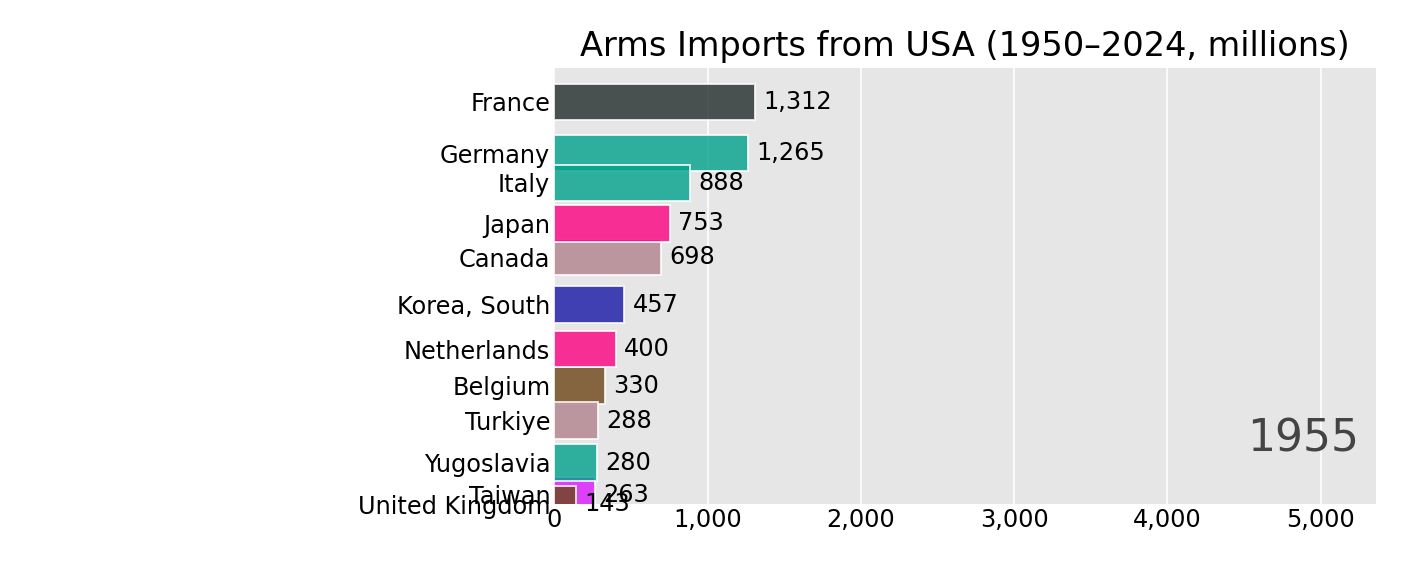 Arms Imports from USA (1950–2024, millions)
France 1,312
Germany 1,265
Italy 888
Japan 753
Canada 698
Korea, South 457
Netherlands 400
Belgium 330
Turkiye 288
1955
Yugoslavia 280
Taiwan 263
United Kingdom 143
0 1,000 2,000 3,000 4,000 5,000